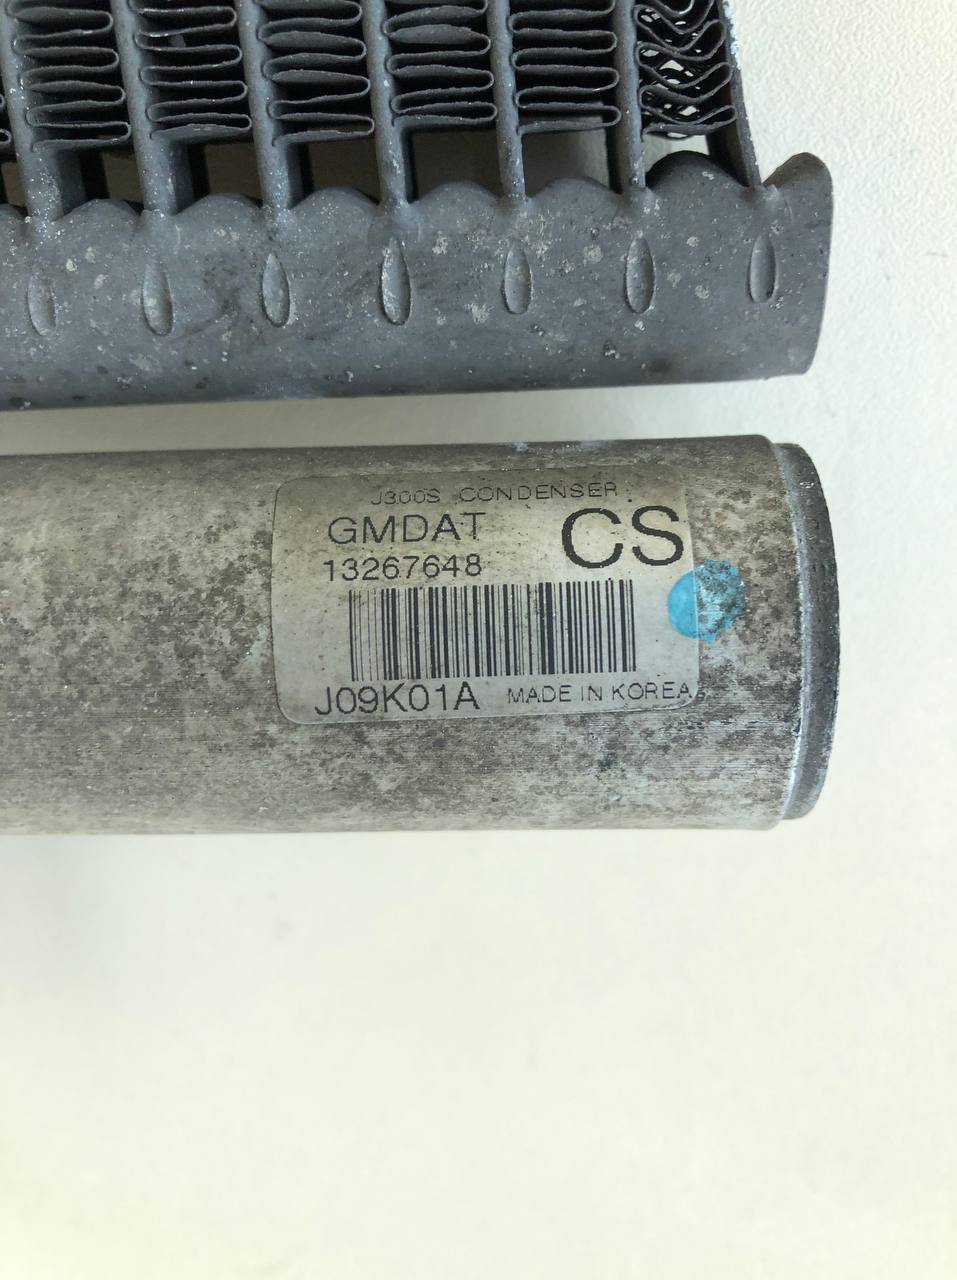 J300S CONDENSER
GMDAT CS
13267648
J09K01A MADE IN KOREA